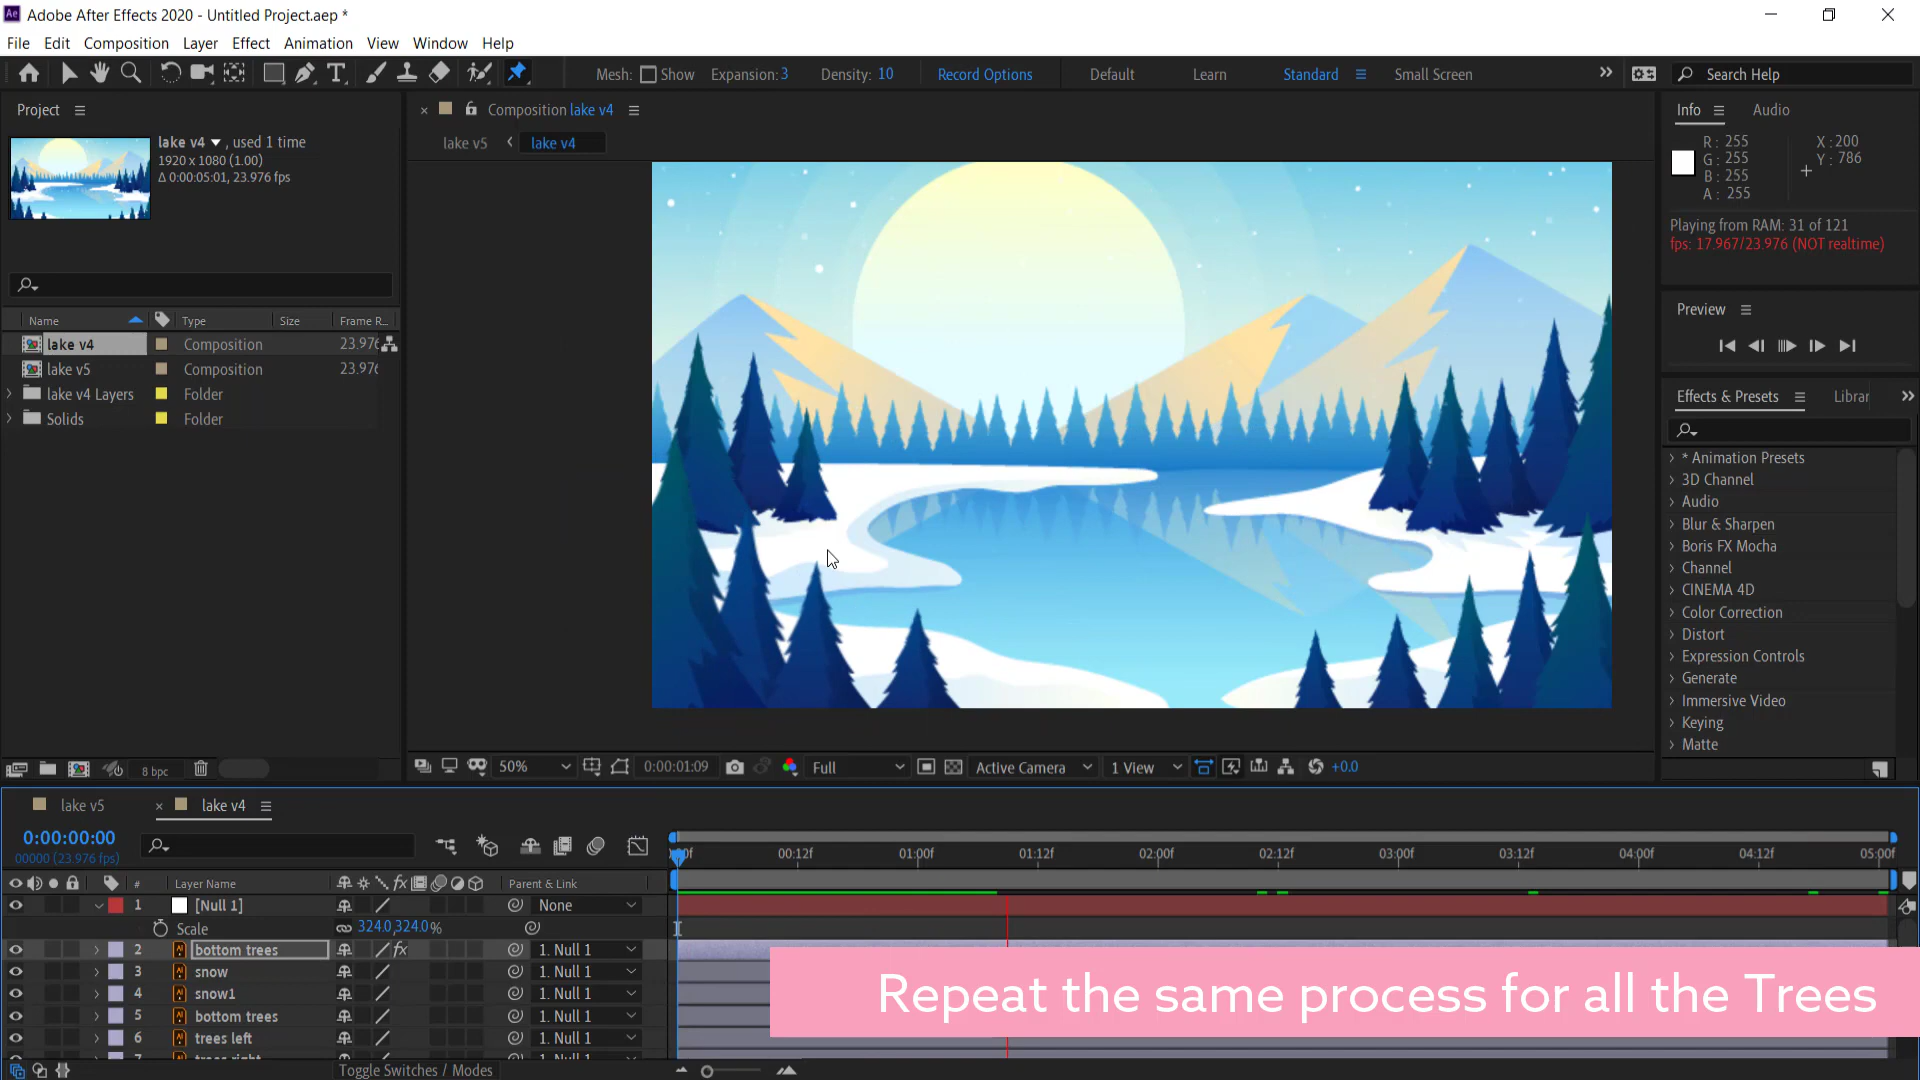 Adobe After Effects 2020 - Untitled Project.aep *
File Edit Composition Layer Effect Animation View Window Help
Mesh: Show Expansion: 3 Density: 10 Record Options Default Learn Standard Small Screen Search Help
Project
lake v4 , used 1 time
1920 x 1080 (1.00)
Δ 0:00:05:01, 23.976 fps
Name Type Size Frame R...
lake v4 Composition 23.976
lake v5 Composition 23.976
lake v4 Layers Folder
Solids Folder
8 bpc
Composition lake v4
lake v5 lake v4
50% 0:00:01:09 Full Active Camera 1 View +0.0
Info Audio
R: 255
G: 255
B: 255
A: 255
X: 200
Y: 786
Playing from RAM: 31 of 121
fps: 17.967/23.976 (NOT realtime)
Preview
Effects & Presets Librar
* Animation Presets
3D Channel
Audio
Blur & Sharpen
Boris FX Mocha
Channel
CINEMA 4D
Color Correction
Distort
Expression Controls
Generate
Immersive Video
Keying
Matte
lake v5 lake v4
0:00:00:00
00000 (23.976 fps)
00:12f 01:00f 01:12f 02:00f 02:12f 03:00f 03:12f 04:00f 04:12f 05:00f
# Layer Name fx Parent & Link
1 [Null 1] None
Scale 324.0,324.0%
2 bottom trees fx 1. Null 1
3 snow 1. Null 1
4 snow1 1. Null 1
5 bottom trees 1. Null 1
6 trees left 1. Null 1
7 trees right 1. Null 1
Toggle Switches / Modes
Repeat the same process for all the Trees